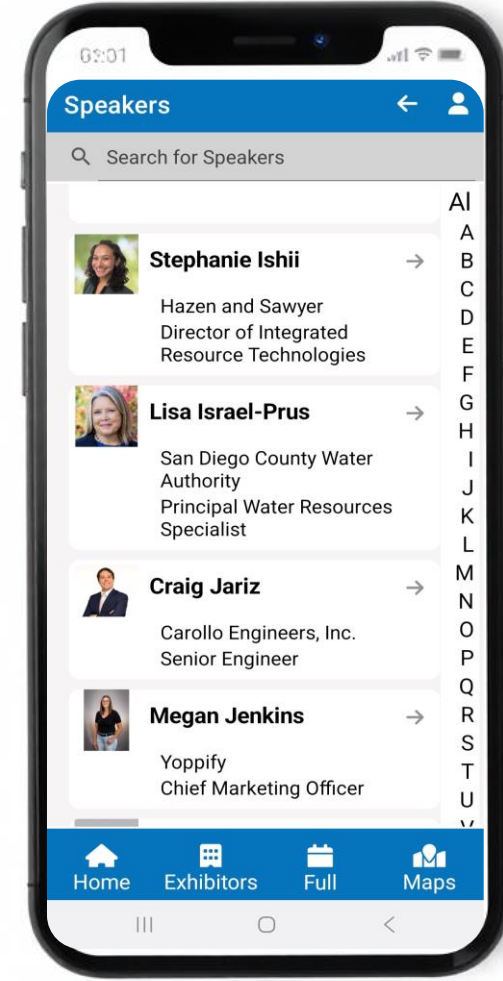 Speakers
Search for Speakers
Al
Stephanie Ishii
Hazen and Sawyer
Director of Integrated
Resource Technologies
Lisa Israel-Prus
San Diego County Water
Authority
Principal Water Resources
Specialist
Craig Jariz
Carollo Engineers, Inc.
Senior Engineer
Megan Jenkins
Yoppify
Chief Marketing Officer
A
B
C
D
E
F
G
H
I
J
K
L
M
N
O
P
Q
R
S
T
U
V
Home
Exhibitors
Full
Maps